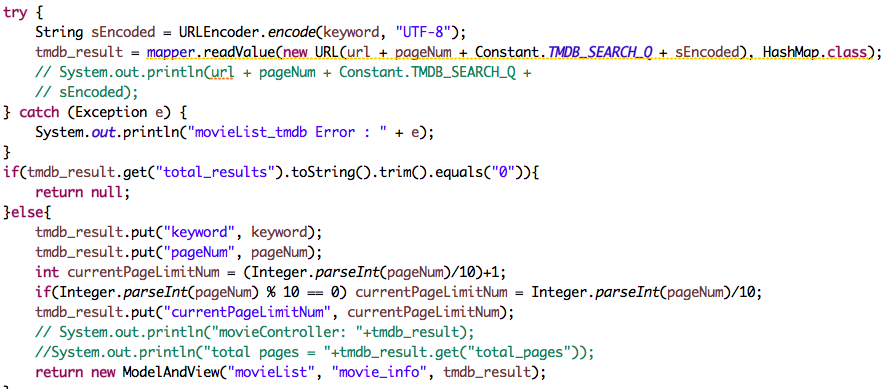 try {
    String sEncoded = URLEncoder.encode(keyword, "UTF-8");
    tmdb_result = mapper.readValue(new URL(url + pageNum + Constant.TMDB_SEARCH_Q + sEncoded), HashMap.class);
    // System.out.println(url + pageNum + Constant.TMDB_SEARCH_Q +
    // sEncoded);
} catch (Exception e) {
    System.out.println("movieList_tmdb Error : " + e);
}
if(tmdb_result.get("total_results").toString().trim().equals("0")){
    return null;
}else{
    tmdb_result.put("keyword", keyword);
    tmdb_result.put("pageNum", pageNum);
    int currentPageLimitNum = (Integer.parseInt(pageNum)/10)+1;
    if(Integer.parseInt(pageNum) % 10 == 0) currentPageLimitNum = Integer.parseInt(pageNum)/10;
    tmdb_result.put("currentPageLimitNum", currentPageLimitNum);
    // System.out.println("movieController: "+tmdb_result);
    //System.out.println("total pages = "+tmdb_result.get("total_pages"));
    return new ModelAndView("movieList", "movie_info", tmdb_result);